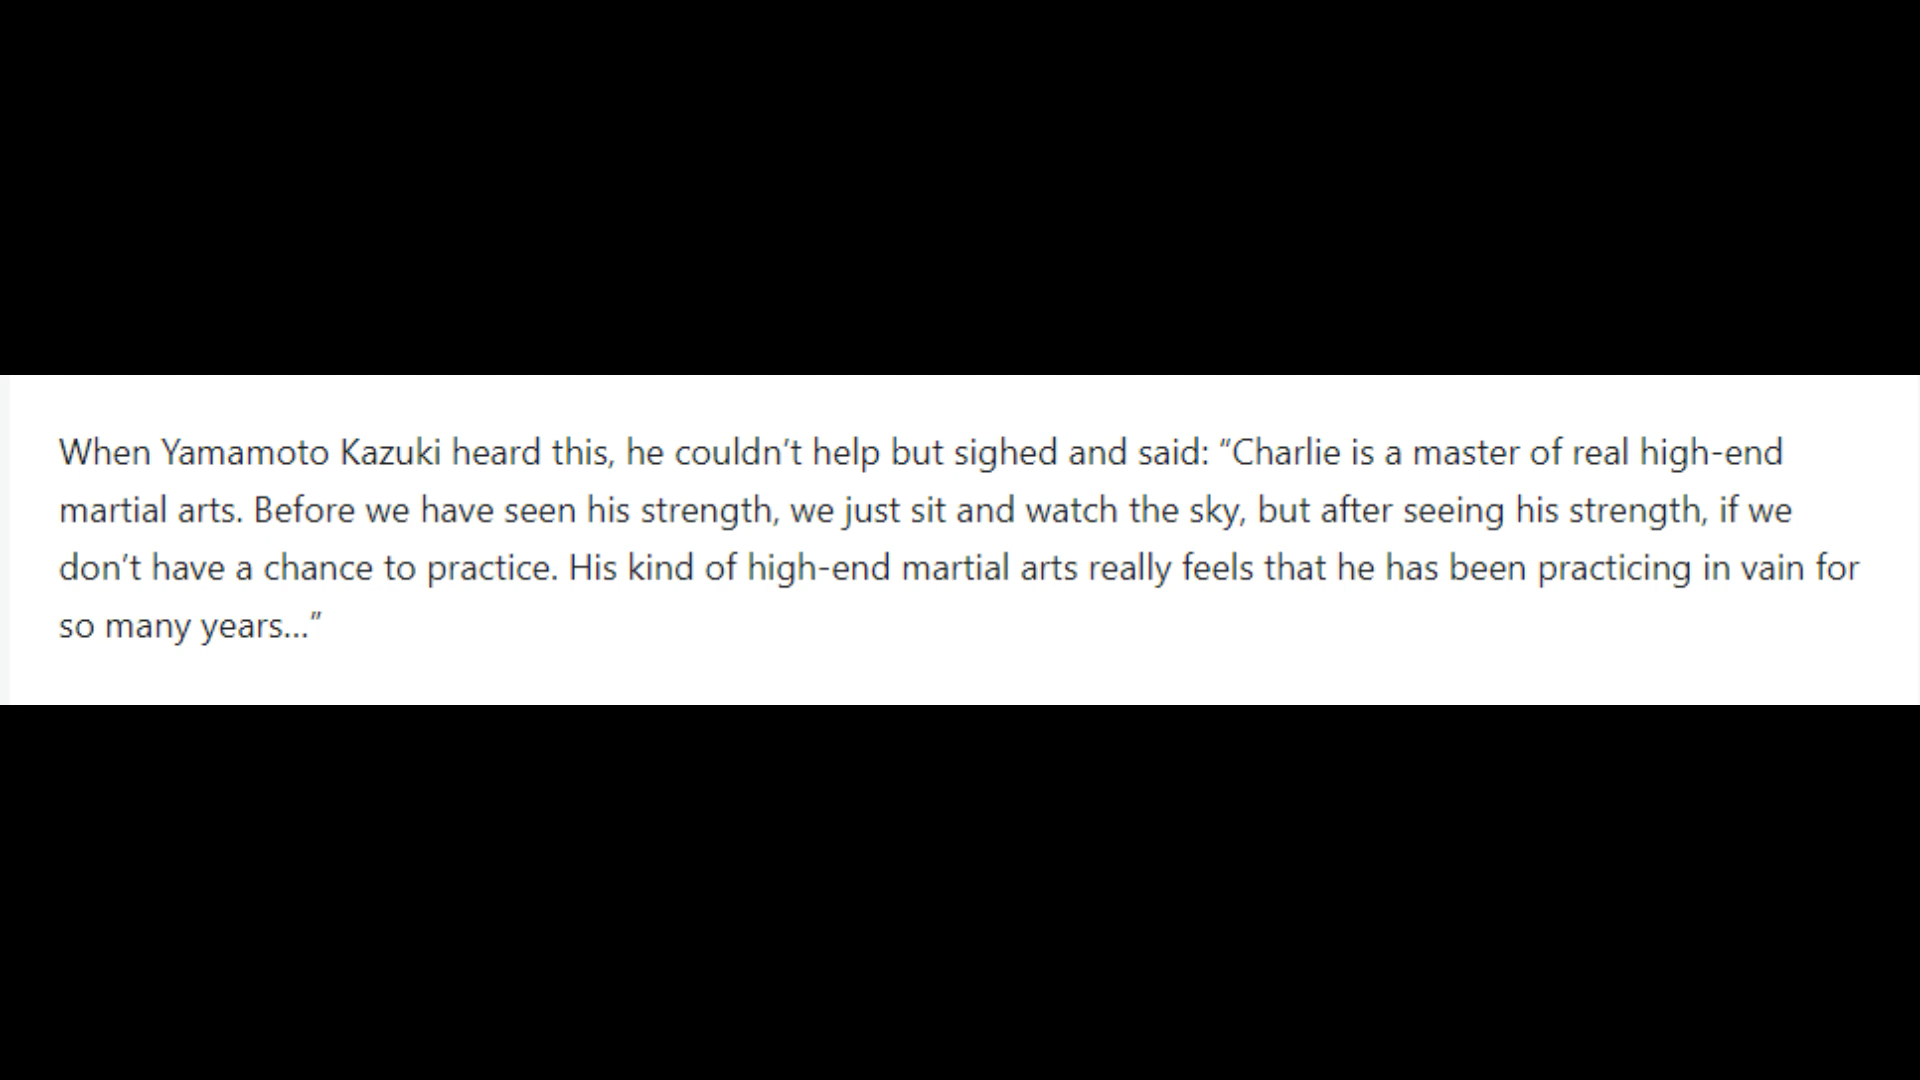 When Yamamoto Kazuki heard this, he couldn’t help but sighed and said: “Charlie is a master of real high-end
martial arts. Before we have seen his strength, we just sit and watch the sky, but after seeing his strength, if we
don’t have a chance to practice. His kind of high-end martial arts really feels that he has been practicing in vain for
so many years…”